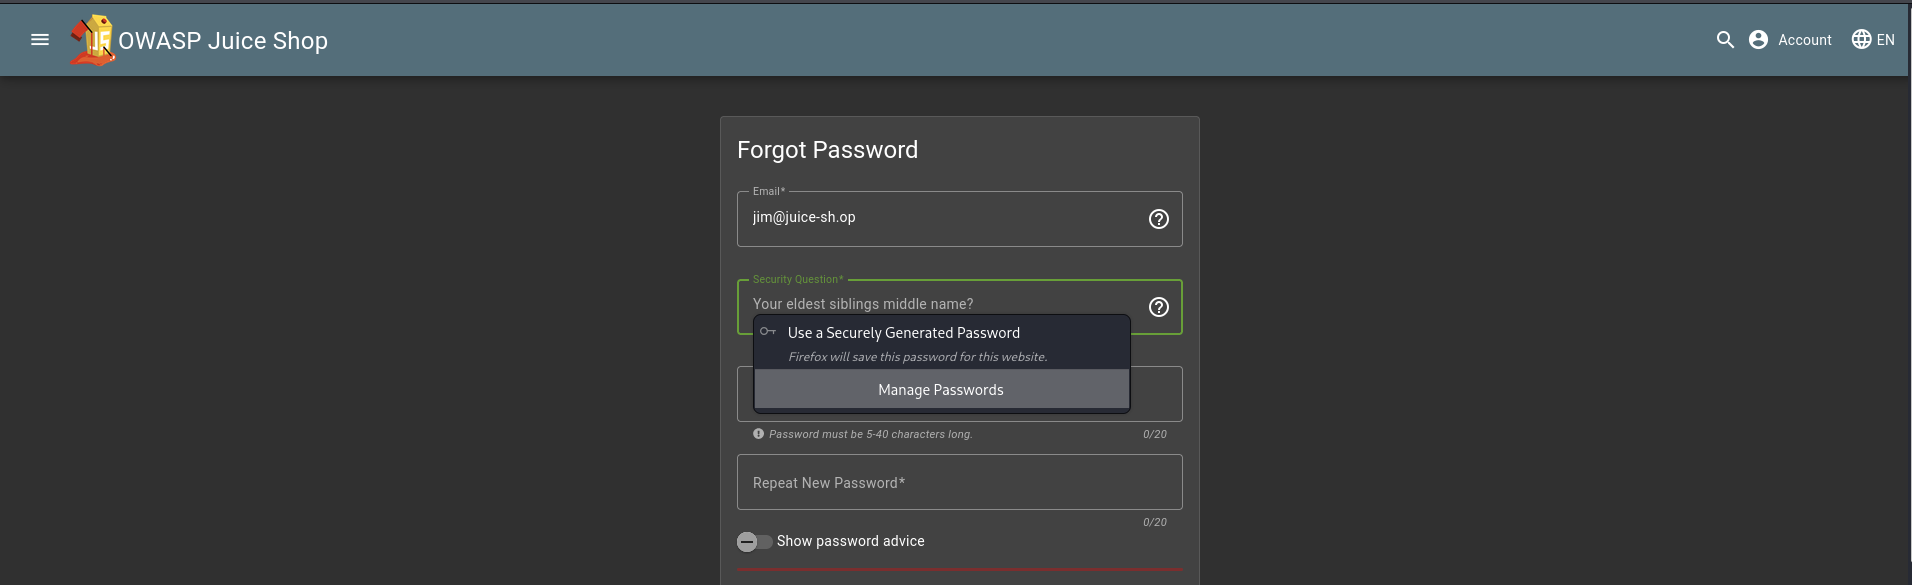 OWASP Juice Shop
Account
EN
Forgot Password
Email*
jim@juice-sh.op
Security Question*
Your eldest siblings middle name?
Use a Securely Generated Password
Firefox will save this password for this website.
Manage Passwords
Password must be 5-40 characters long.
0/20
Repeat New Password*
0/20
Show password advice